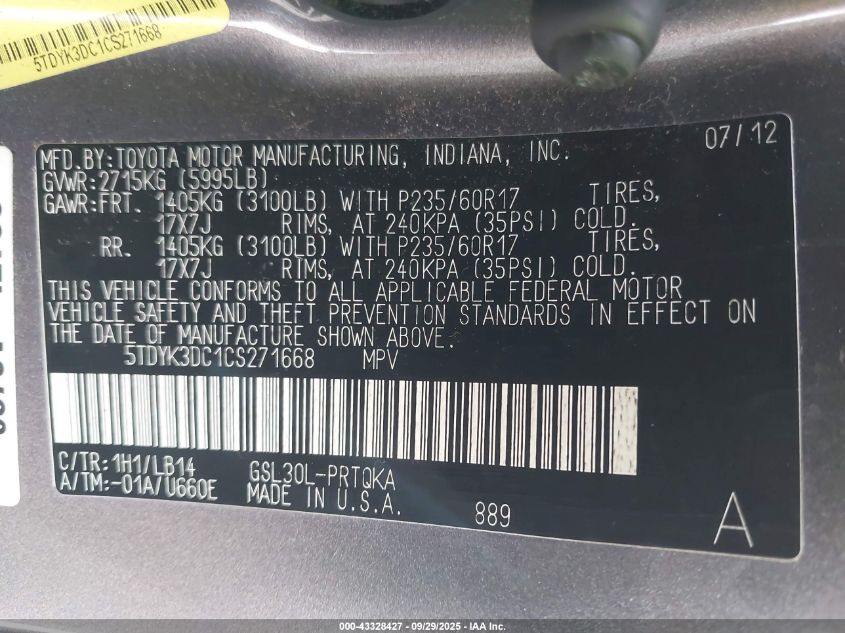 5TDYK3DC1CS271668
MFD.BY:TOYOTA MOTOR MANUFACTURING, INDIANA, INC. 07/12
GVWR:2715KG (5995LB)
GAWR:FRT. 1405KG (3100LB) WITH P235/60R17 TIRES,
17X7J RIMS, AT 240KPA (35PSI) COLD.
RR. 1405KG (3100LB) WITH P235/60R17 TIRES,
17X7J RIMS, AT 240KPA (35PSI) COLD.
THIS VEHICLE CONFORMS TO ALL APPLICABLE FEDERAL MOTOR
VEHICLE SAFETY AND THEFT PREVENTION STANDARDS IN EFFECT ON
THE DATE OF MANUFACTURE SHOWN ABOVE.
5TDYK3DC1CS271668 MPV
C/TR:1H1/LB14 GSL30L-PRTQKA
A/TM:-01A/U660E MADE IN U.S.A. 889 A
000-43328427 - 09/29/2025 - IAA Inc.